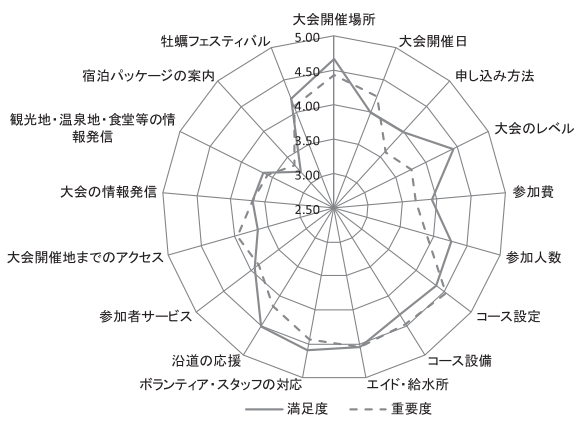 大会開催場所
5.00
牡蠣フェスティバル
大会開催日
4.50
宿泊パッケージの案内
申し込み方法
4.00
観光地・温泉地・食堂等の情
報発信
大会のレベル
3.50
3.00
大会の情報発信
参加費
2.50
大会開催地までのアクセス
参加人数
参加者サービス
コース設定
沿道の応援
コース設備
ボランティア・スタッフの対応
エイド・給水所
満足度
重要度